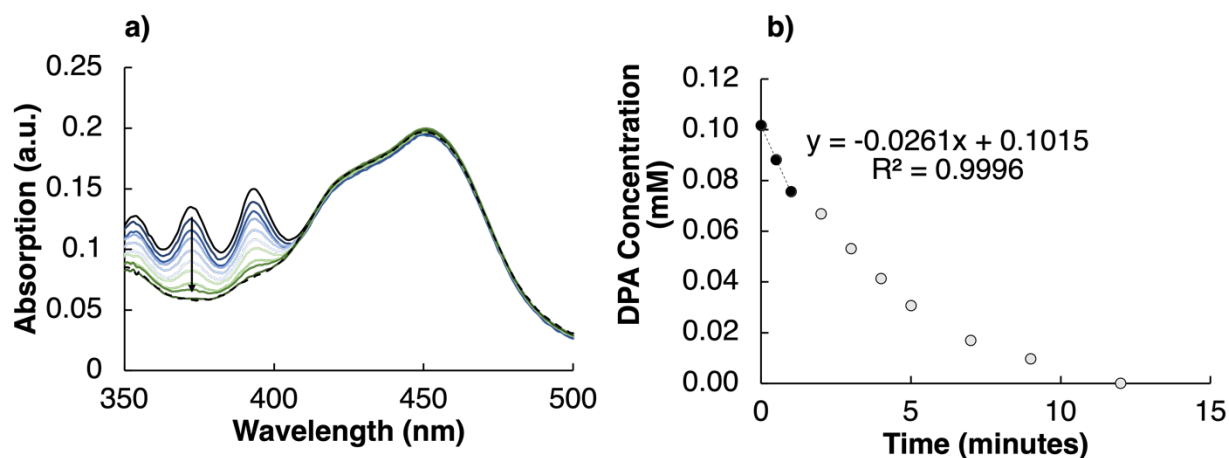 a)
Absorption (a.u.)
0.25
0.2
0.15
0.1
0.05
0
350
400
450
500
Wavelength (nm)
b)
DPA Concentration
(mM)
0.12
0.10
0.08
0.06
0.04
0.02
0.00
y = -0.0261x + 0.1015
R² = 0.9996
0
5
10
15
Time (minutes)